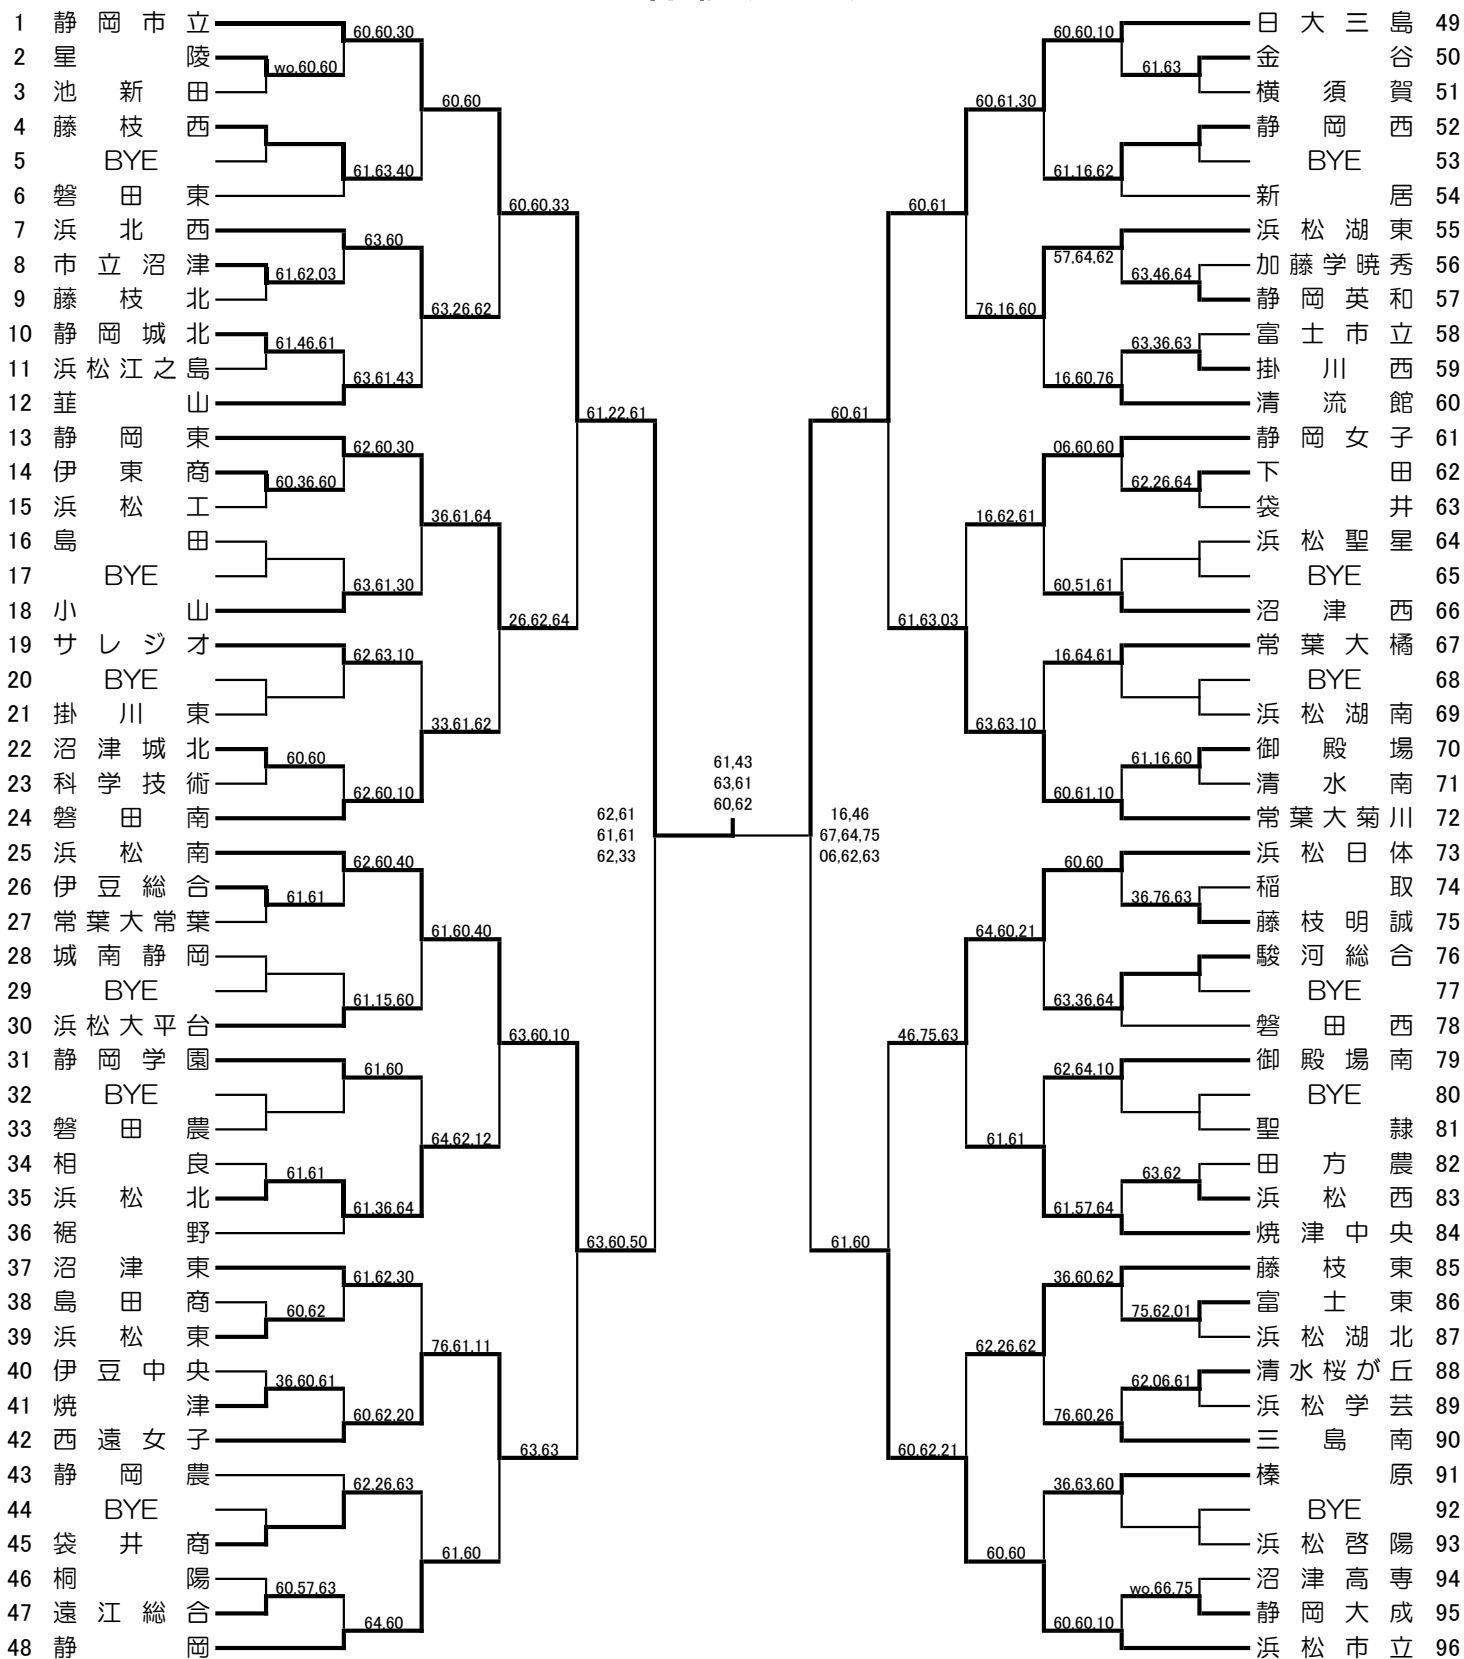 1 静岡市立
2 星陵
3 池新田
4 藤枝西
5 BYE
6 磐田東
7 浜北西
8 市立沼津
9 藤枝北
10 静岡城北
11 浜松江之島
12 韮山
13 静岡東
14 伊東商
15 浜松工
16 島田
17 BYE
18 小山
19 サレジオ
20 BYE
21 掛川東
22 沼津城北
23 科学技術
24 磐田南
25 浜松南
26 伊豆総合
27 常葉大常葉
28 城南静岡
29 BYE
30 浜松大平台
31 静岡学園
32 BYE
33 磐田農
34 相良
35 浜松北
36 裾野
37 沼津東
38 島田商
39 浜松東
40 伊豆中央
41 焼津
42 西遠女子
43 静岡農
44 BYE
45 袋井商
46 桐陽
47 遠江総合
48 静岡
wo.60.60
61,62,03
61,46,61
60,36,60
60,60
61,61
61,61
60,62
36,60,61
60,57,63
60,60,30
61,63,40
63,60
63,61,43
62,60,30
63,61,30
62,63,10
62,60,10
62,60,40
61,15,60
61,60
61,36,64
61,62,30
60,62,20
62,26,63
64,60
60,60
63,26,62
36,61,64
33,61,62
61,60,40
64,62,12
76,61,11
61,60
60,60,33
26,62,64
63,60,10
63,63
61,22,61
63,60,50
62,61
61,61
62,33
61,43
63,61
60,62
16,46
67,64,75
06,62,63
60,61
61,60
60,61
61,63,03
46,75,63
60,62,21
60,61,30
76,16,60
16,62,61
63,63,10
64,60,21
61,61
62,26,62
60,60
60,60,10
61,16,62
57,64,62
16,60,76
06,60,60
60,51,61
16,64,61
60,61,10
60,60
63,36,64
62,64,10
61,57,64
36,60,62
76,60,26
36,63,60
60,60,10
61,63
63,46,64
63,36,63
62,26,64
61,16,60
36,76,63
63,62
75,62,01
62,06,61
wo.66.75
日大三島 49
金谷 50
横須賀 51
静岡西 52
BYE 53
新居 54
浜松湖東 55
加藤学暁秀 56
静岡英和 57
富士市立 58
掛川西 59
清流館 60
静岡女子 61
下田 62
袋井 63
浜松聖星 64
BYE 65
沼津西 66
常葉大橘 67
BYE 68
浜松湖南 69
御殿場 70
清水南 71
常葉大菊川 72
浜松日体 73
稲取 74
藤枝明誠 75
駿河総合 76
BYE 77
磐田西 78
御殿場南 79
BYE 80
聖隷 81
田方農 82
浜松西 83
焼津中央 84
藤枝東 85
富士東 86
浜松湖北 87
清水桜が丘 88
浜松学芸 89
三島南 90
榛原 91
BYE 92
浜松啓陽 93
沼津高専 94
静岡大成 95
浜松市立 96